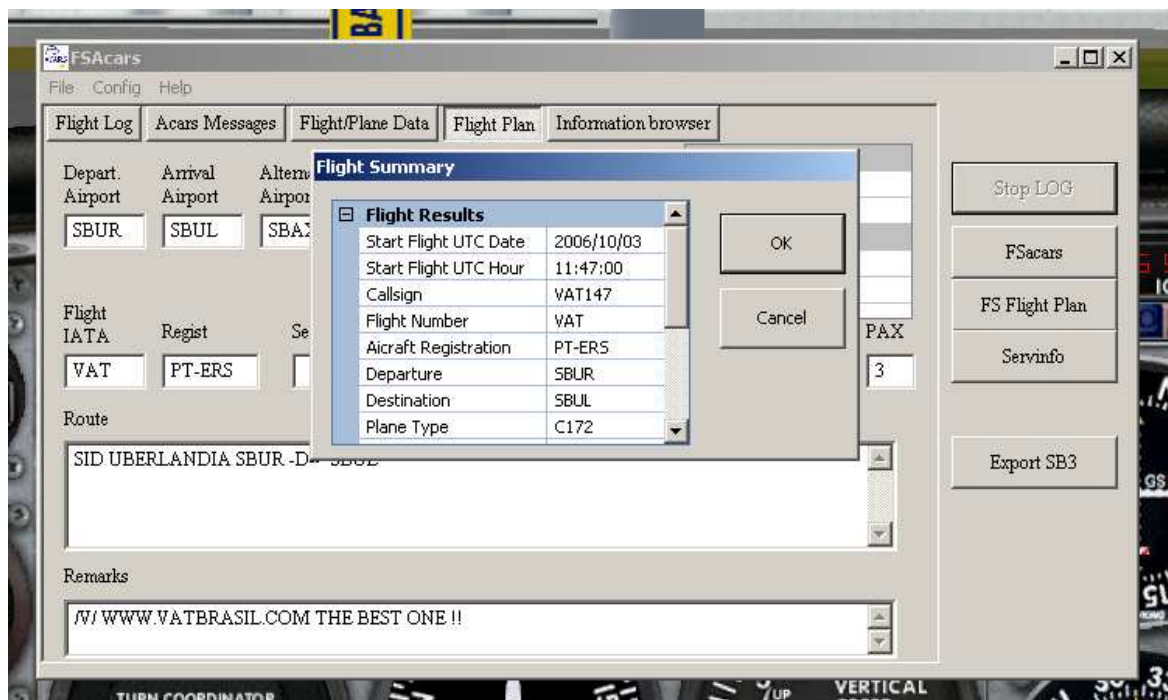 BA
FSAcars
File Config Help
Flight Log Acars Messages Flight/Plane Data Flight Plan Information browser
Depart. Airport
Arrival Airport
SBUR SBUL
Flight Summary
Flight Results
Start Flight UTC Date 2006/10/03
Start Flight UTC Hour 11:47:00
Callsign VAT147
Flight Number VAT
Aicraft Registration PT-ERS
Departure SBUR
Destination SBUL
Plane Type C172
OK
Cancel
Flight IATA
Regist
PAX
VAT PT-ERS 3
Route
SID UBERLANDIA SBUR
Remarks
/V/ WWW.VATBRASIL.COM THE BEST ONE !!
Stop LOG
FSacars
FS Flight Plan
Servinfo
Export SB3
GS
TURN COORDINATOR
UP
VERTICAL